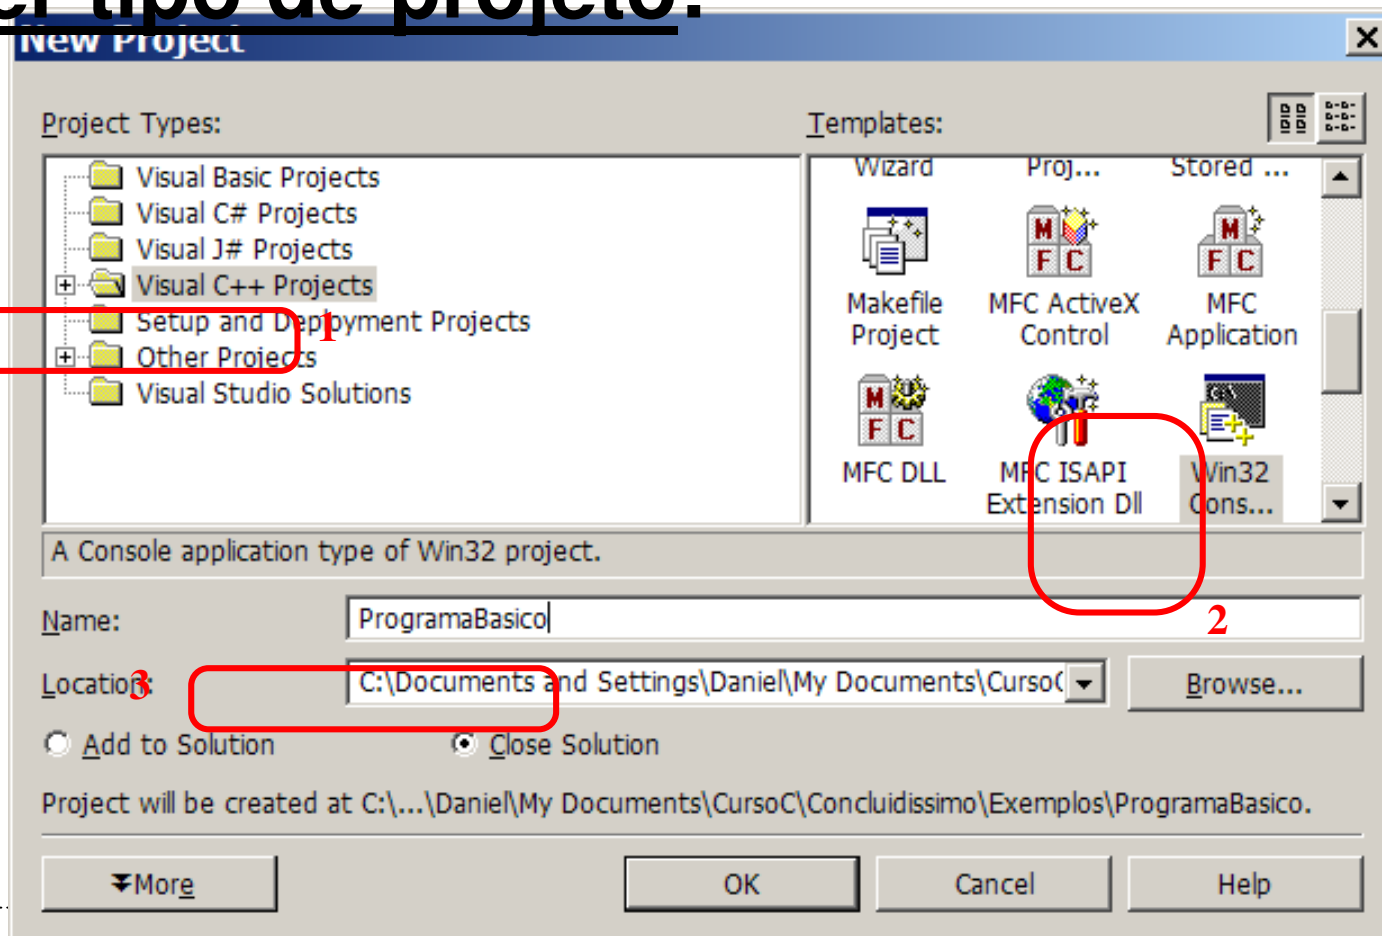 er tipo de projeto:
New Project
Project Types:
Templates:
Visual Basic Projects
Visual C# Projects
Visual J# Projects
Visual C++ Projects
Setup and Deployment Projects
Other Projects
Visual Studio Solutions
1
Wizard Proj... Stored ...
Makefile Project
MFC ActiveX Control
MFC Application
MFC DLL
MFC ISAPI Extension Dll
Win32 Cons...
A Console application type of Win32 project.
Name: ProgramaBasico
2
Location: C:\Documents and Settings\Daniel\My Documents\CursoC Browse...
3
Add to Solution Close Solution
Project will be created at C:\...\Daniel\My Documents\CursoC\Concluidissimo\Exemplos\ProgramaBasico.
More OK Cancel Help